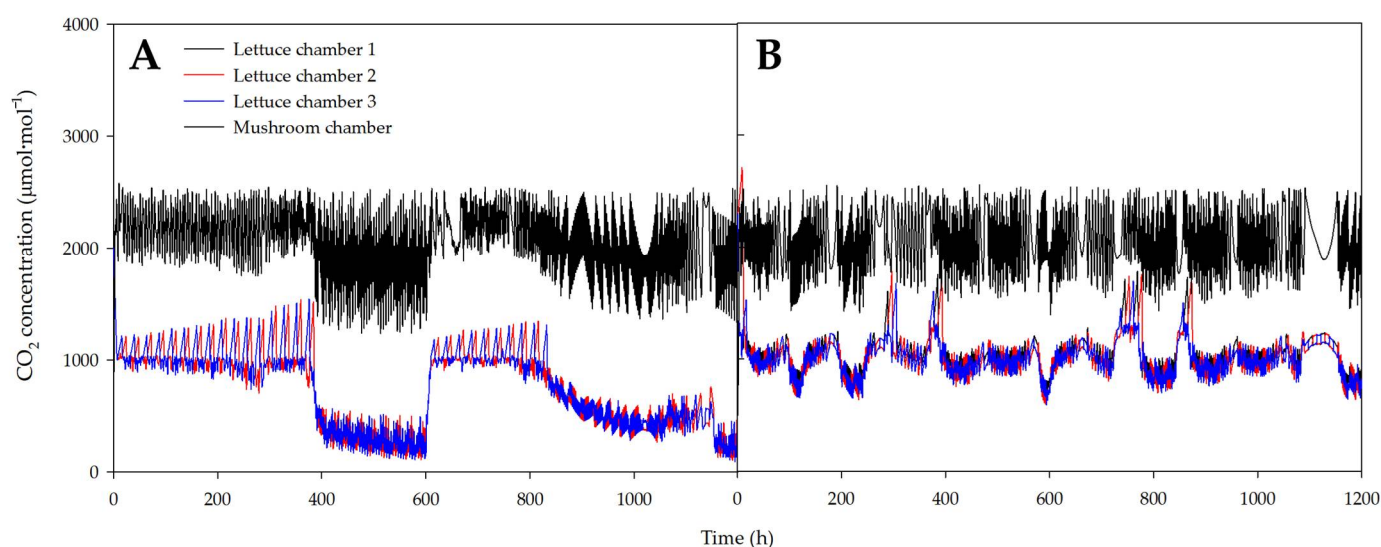 A
B
Lettuce chamber 1
Lettuce chamber 2
Lettuce chamber 3
Mushroom chamber
CO₂ concentration (μmol·mol⁻¹)
4000
3000
2000
1000
0
0 200 400 600 800 1000
0 200 400 600 800 1000 1200
Time (h)